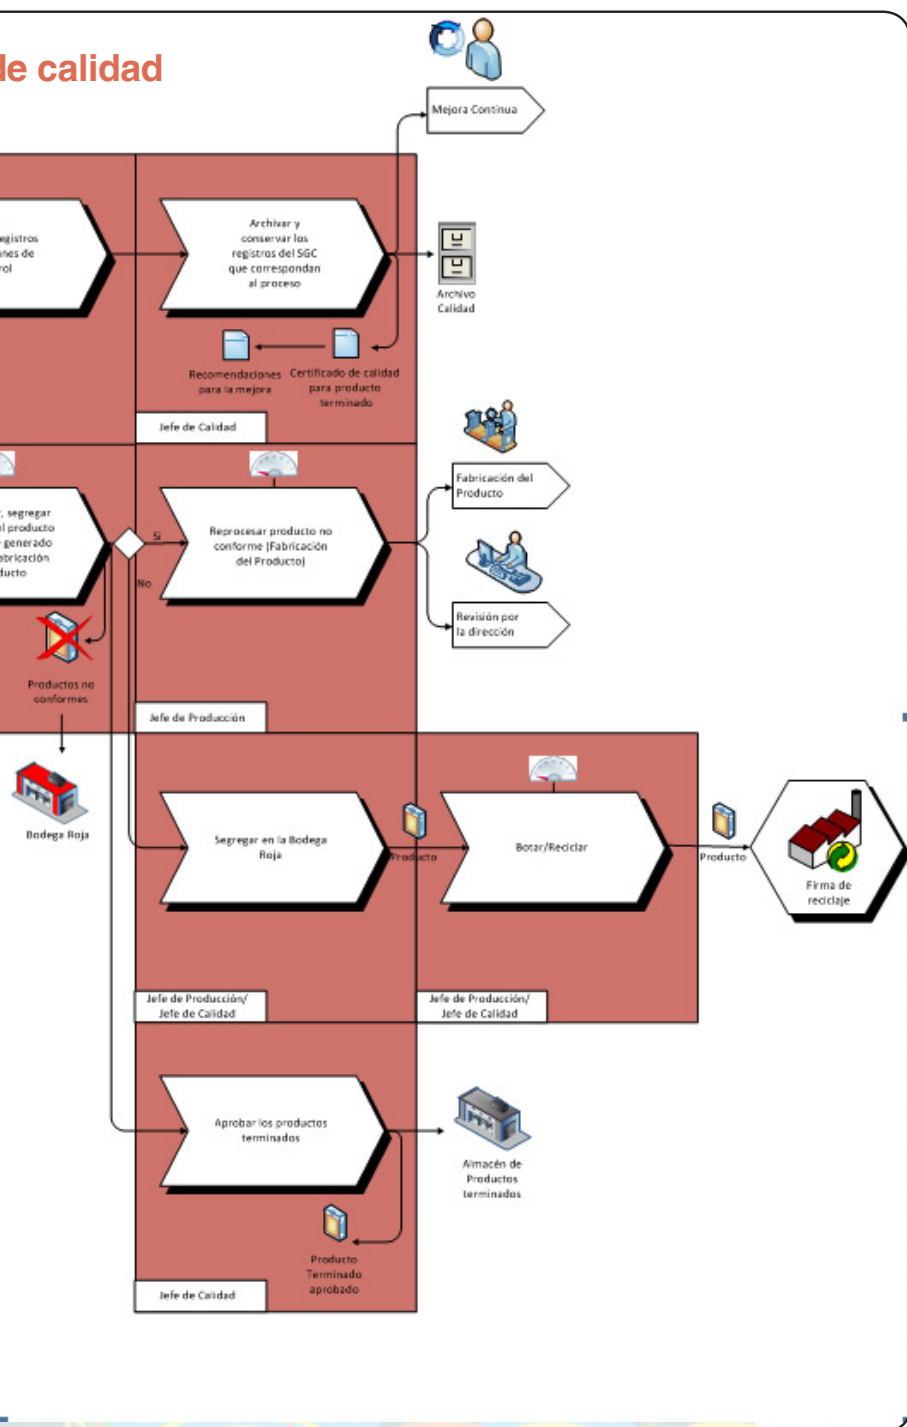 de calidad
Mejora Continua
egistros
nes de
rol
Archivar y
conservar los
registros del SGC
que correspondan
al proceso
Archivo
Calidad
Recomendaciones
para la mejora
Certificado de calidad
para producto
terminado
Jefe de Calidad
, segregar
el producto
generado
abricación
ducto
Si
No
Reprocesar producto no
conforme (Fabricación
del Producto)
Fabricación del
Producto
Revisión por
la dirección
Productos no
conformes
Jefe de Producción
Bodega Roja
Segregar en la Bodega
Roja
Producto
Botar/Reciclar
Producto
Firma de
reciclaje
Jefe de Producción/
Jefe de Calidad
Jefe de Producción/
Jefe de Calidad
Aprobar los productos
terminados
Almacén de
Productos
terminados
Producto
Terminado
aprobado
Jefe de Calidad